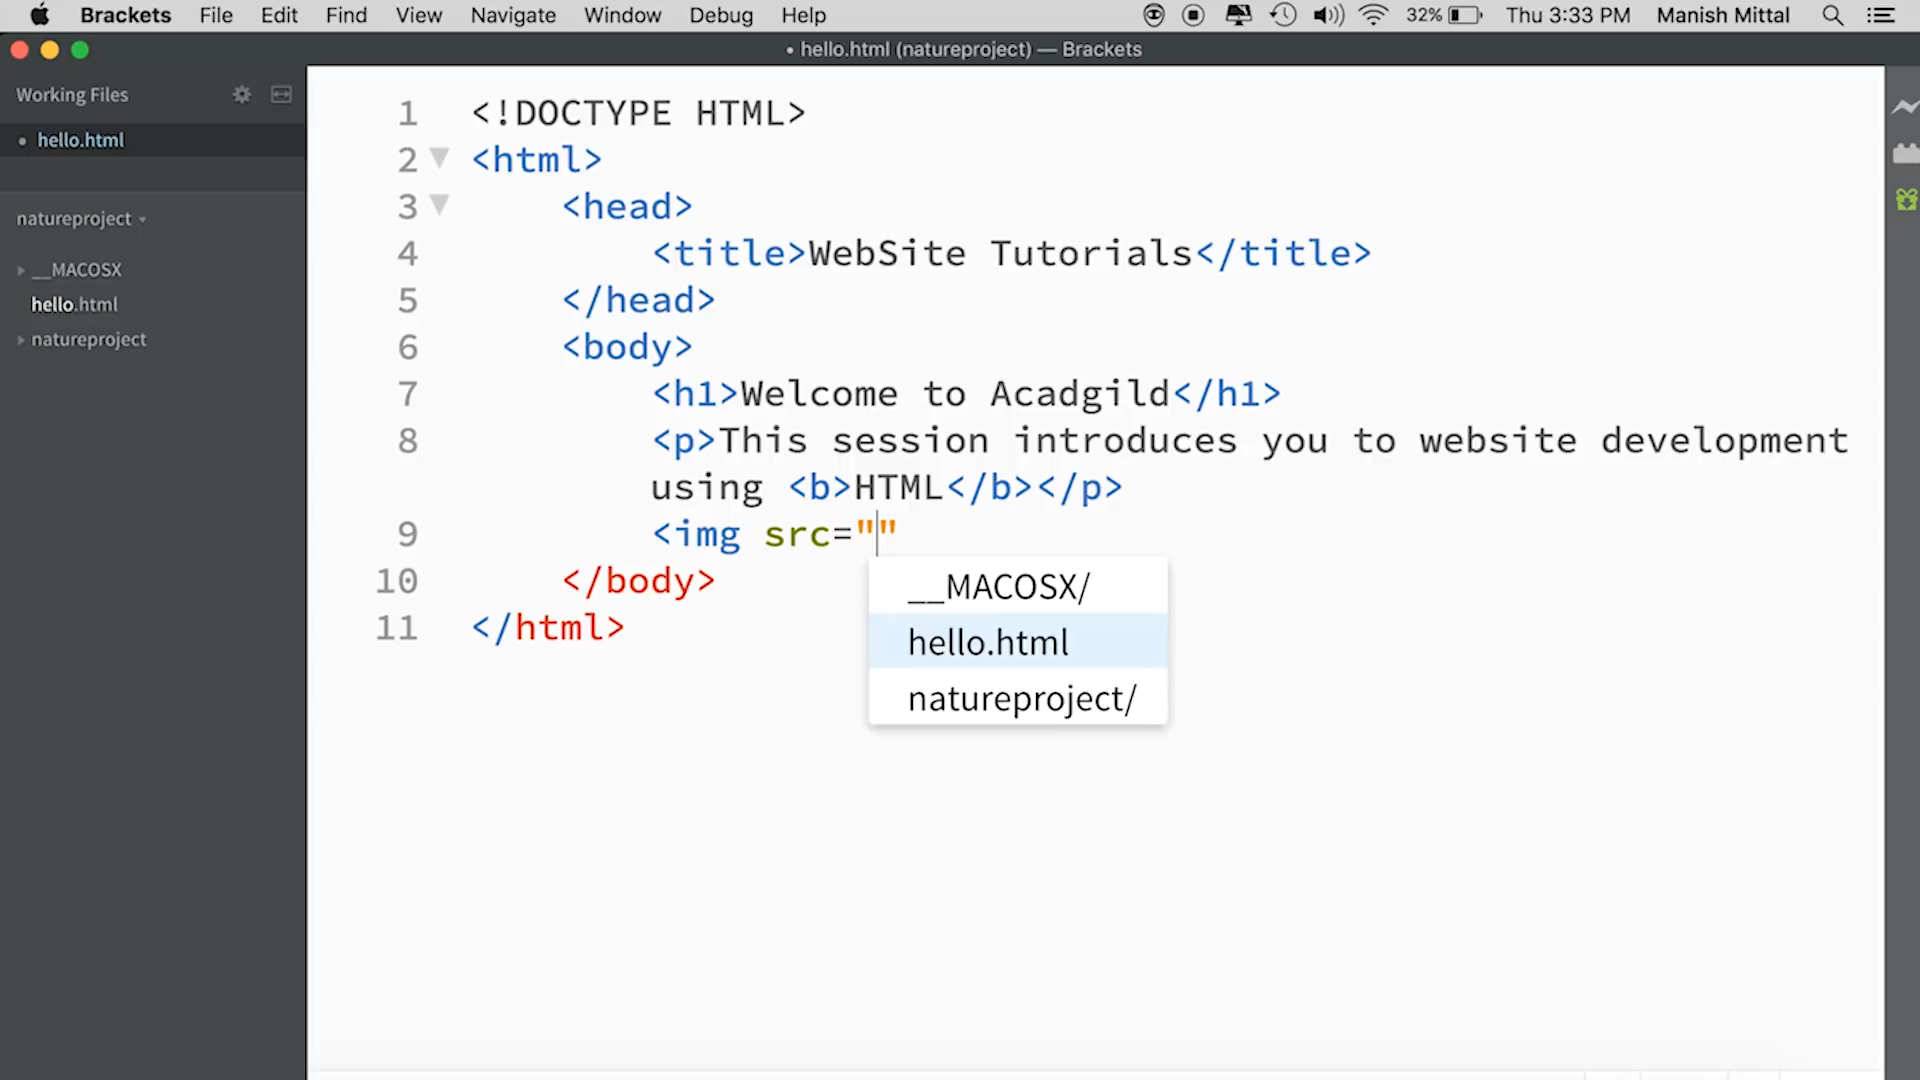 Brackets File Edit Find View Navigate Window Debug Help 32% Thu 3:33 PM Manish Mittal
• hello.html (natureproject) — Brackets
Working Files
• hello.html
natureproject
__MACOSX
hello.html
natureproject
1 <!DOCTYPE HTML>
2 <html>
3 <head>
4 <title>WebSite Tutorials</title>
5 </head>
6 <body>
7 <h1>Welcome to Acadgild</h1>
8 <p>This session introduces you to website development
using <b>HTML</b></p>
9 <img src=""
10 </body>
11 </html>
__MACOSX/
hello.html
natureproject/